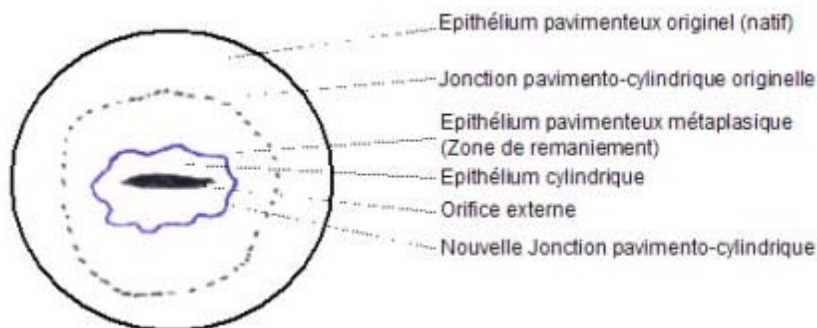 Epithélium pavimenteux originel (natif)
Jonction pavimento-cylindrique originelle
Epithélium pavimenteux métaplasique
(Zone de remaniement)
Epithélium cylindrique
Orifice externe
Nouvelle Jonction pavimento-cylindrique